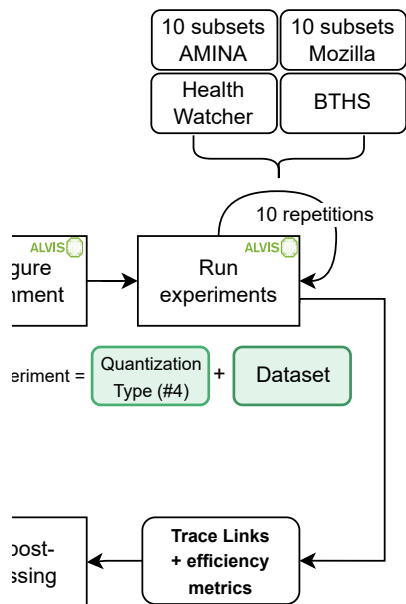 10 subsets
AMINA
10 subsets
Mozilla
Health
Watcher
BTHS
10 repetitions
ALVIS
gure
nment
ALVIS
Run
experiments
eriment =
Quantization
Type (#4)
+
Dataset
post-
ssing
Trace Links
+ efficiency
metrics